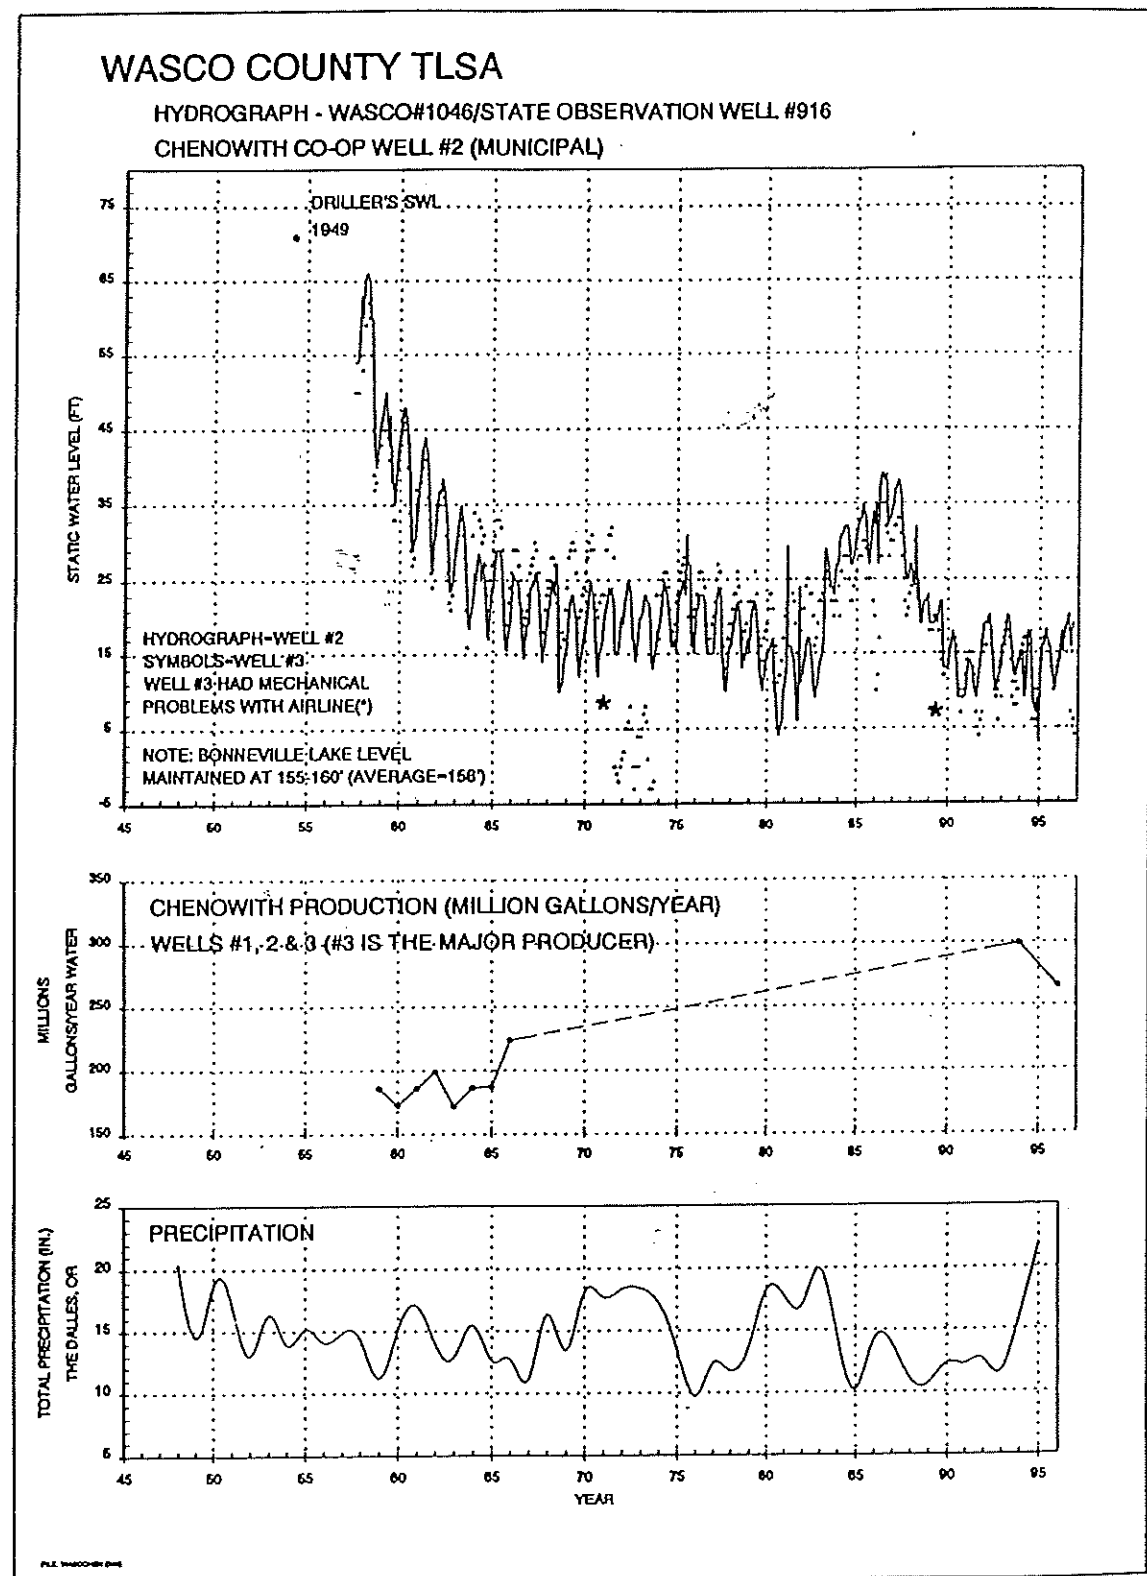 WASCO COUNTY TLSA
HYDROGRAPH - WASCO#1046/STATE OBSERVATION WELL #916
CHENOWITH CO-OP WELL #2 (MUNICIPAL)
STATIC WATER LEVEL (FT)
75
65
55
45
35
25
15
5
-5
DRILLER'S SWL
1949
HYDROGRAPH=WELL #2
SYMBOLS=WELL #3
WELL #3 HAD MECHANICAL
PROBLEMS WITH AIRLINE(*)
NOTE: BONNEVILLE LAKE LEVEL
MAINTAINED AT 155-160' (AVERAGE=158')
*
*
45 50 55 60 65 70 75 80 85 90 95
MILLIONS
GALLONS/YEAR WATER
350
300
250
200
150
CHENOWITH PRODUCTION (MILLION GALLONS/YEAR)
WELLS #1, 2 & 3 (#3 IS THE MAJOR PRODUCER)
45 50 55 60 65 70 75 80 85 90 95
TOTAL PRECIPITATION (IN.)
THE DALLES, OR
25
20
15
10
5
PRECIPITATION
45 50 55 60 65 70 75 80 85 90 95
YEAR